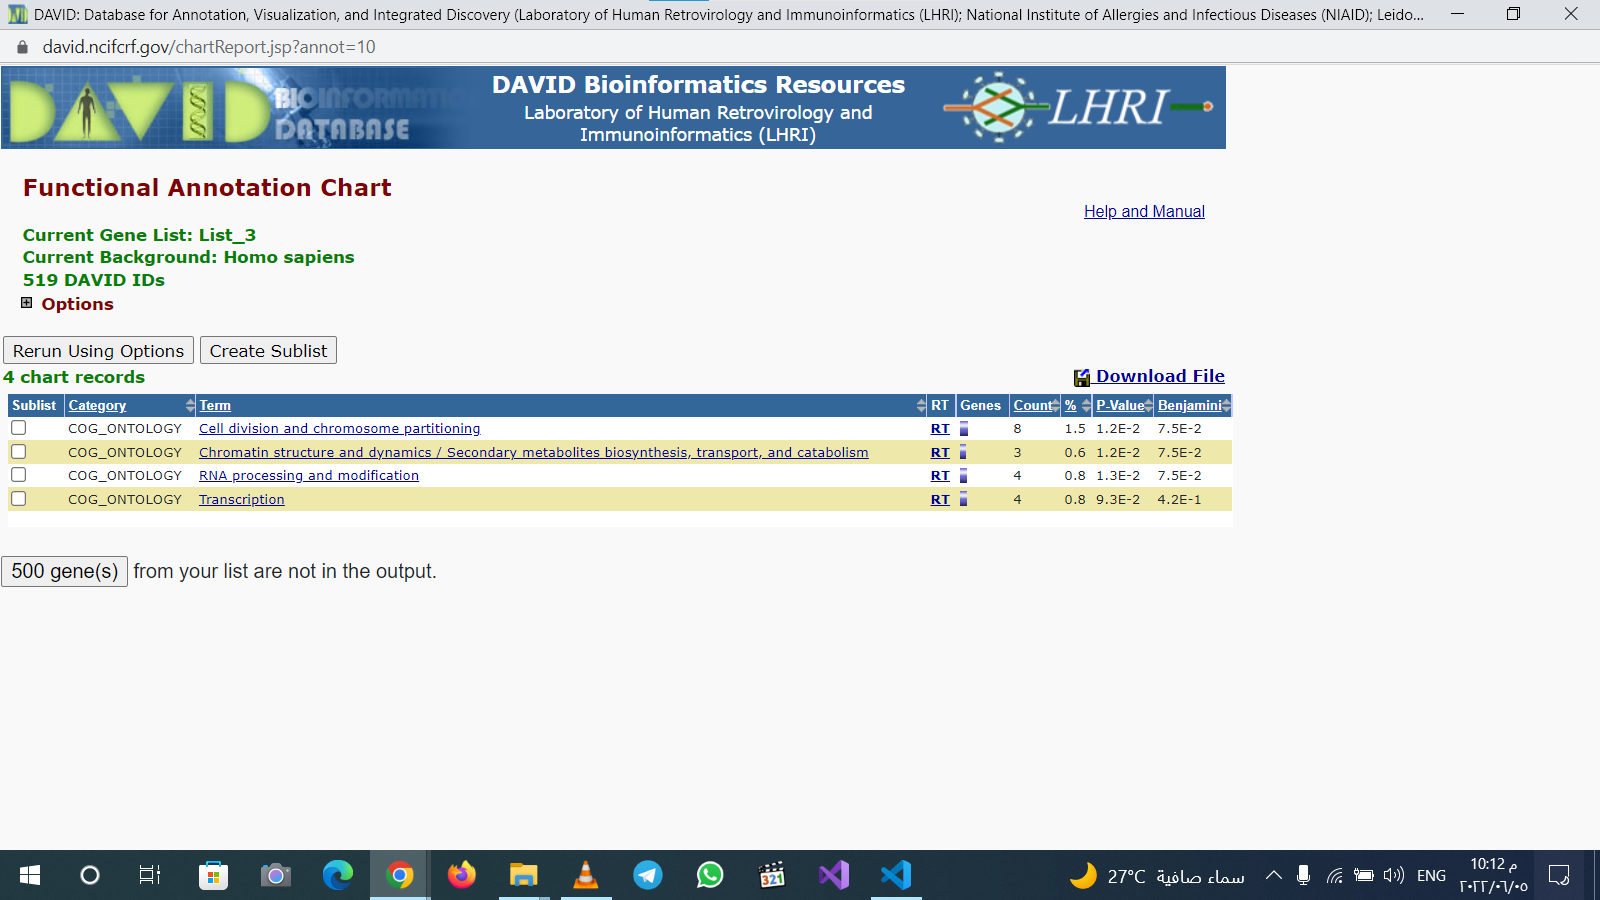 DAVID: Database for Annotation, Visualization, and Integrated Discovery (Laboratory of Human Retrovirology and Immunoinformatics (LHRI); National Institute of Allergies and Infectious Diseases (NIAID); Leido...
david.ncifcrf.gov/chartReport.jsp?annot=10
DAVID BIOINFORMATICS DATABASE
DAVID Bioinformatics Resources
Laboratory of Human Retrovirology and
Immunoinformatics (LHRI)
LHRI
Functional Annotation Chart
Help and Manual
Current Gene List: List_3
Current Background: Homo sapiens
519 DAVID IDs
Options
Rerun Using Options Create Sublist
4 chart records Download File
Sublist Category Term RT Genes Count % P-Value Benjamini
COG_ONTOLOGY Cell division and chromosome partitioning RT 8 1.5 1.2E-2 7.5E-2
COG_ONTOLOGY Chromatin structure and dynamics / Secondary metabolites biosynthesis, transport, and catabolism RT 3 0.6 1.2E-2 7.5E-2
COG_ONTOLOGY RNA processing and modification RT 4 0.8 1.3E-2 7.5E-2
COG_ONTOLOGY Transcription RT 4 0.8 9.3E-2 4.2E-1
500 gene(s) from your list are not in the output.
321
27°C سماء صافية
ENG
10:12 م
٢٠٢٢/٠٦/٠٥